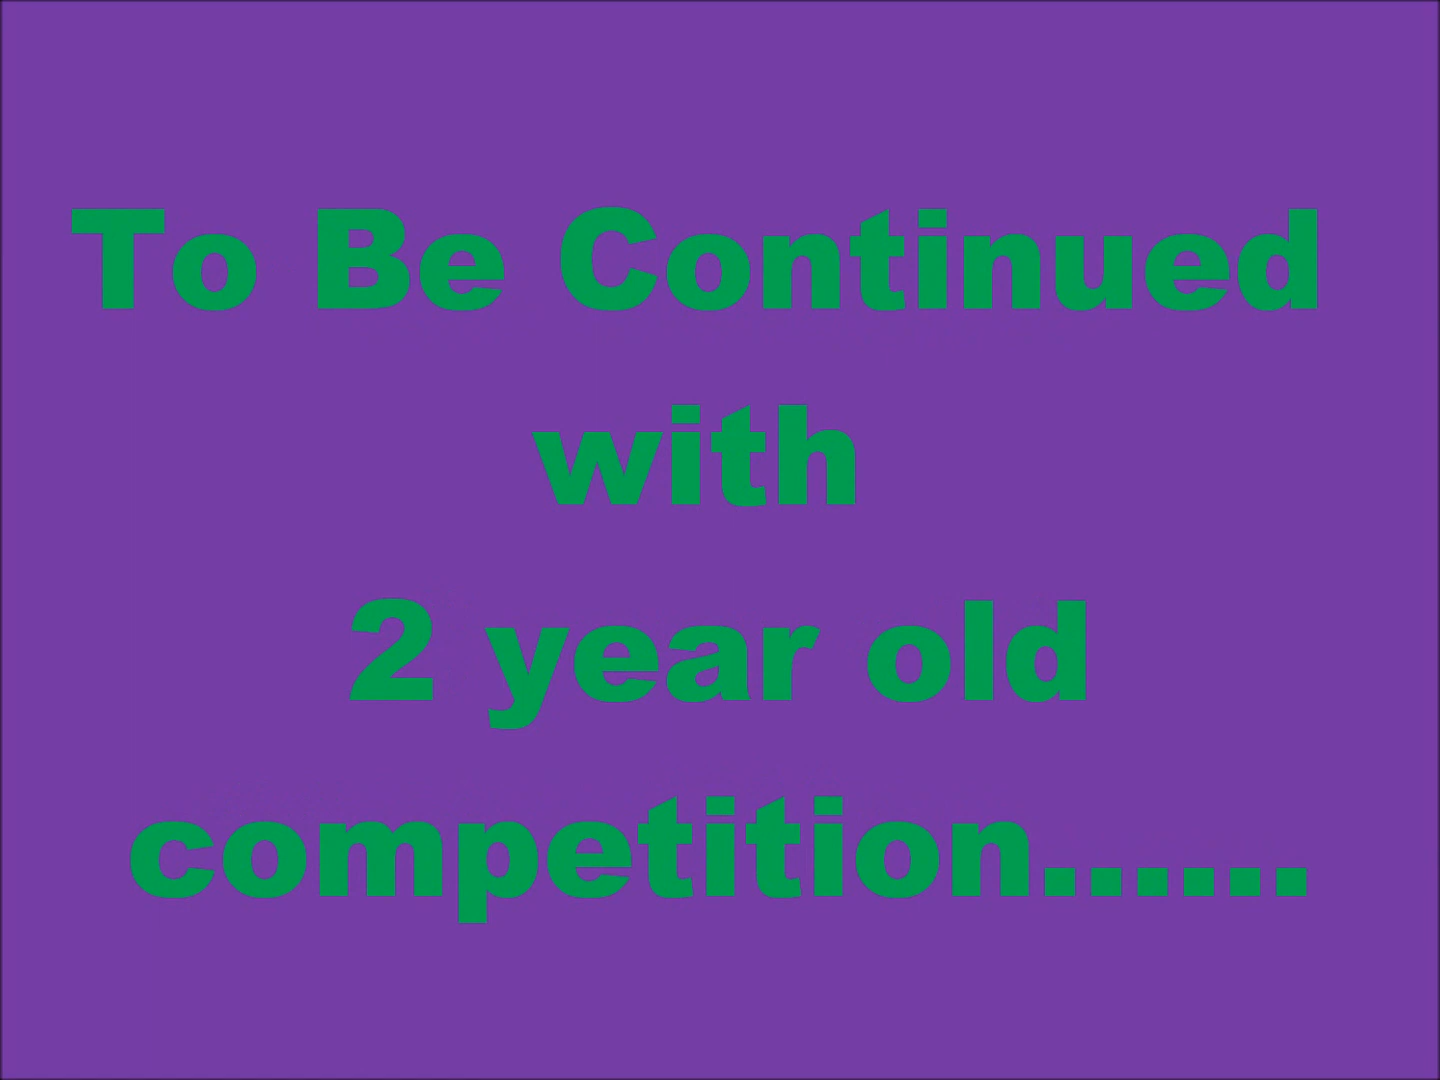 To Be Continued
with
2 year old
competition......